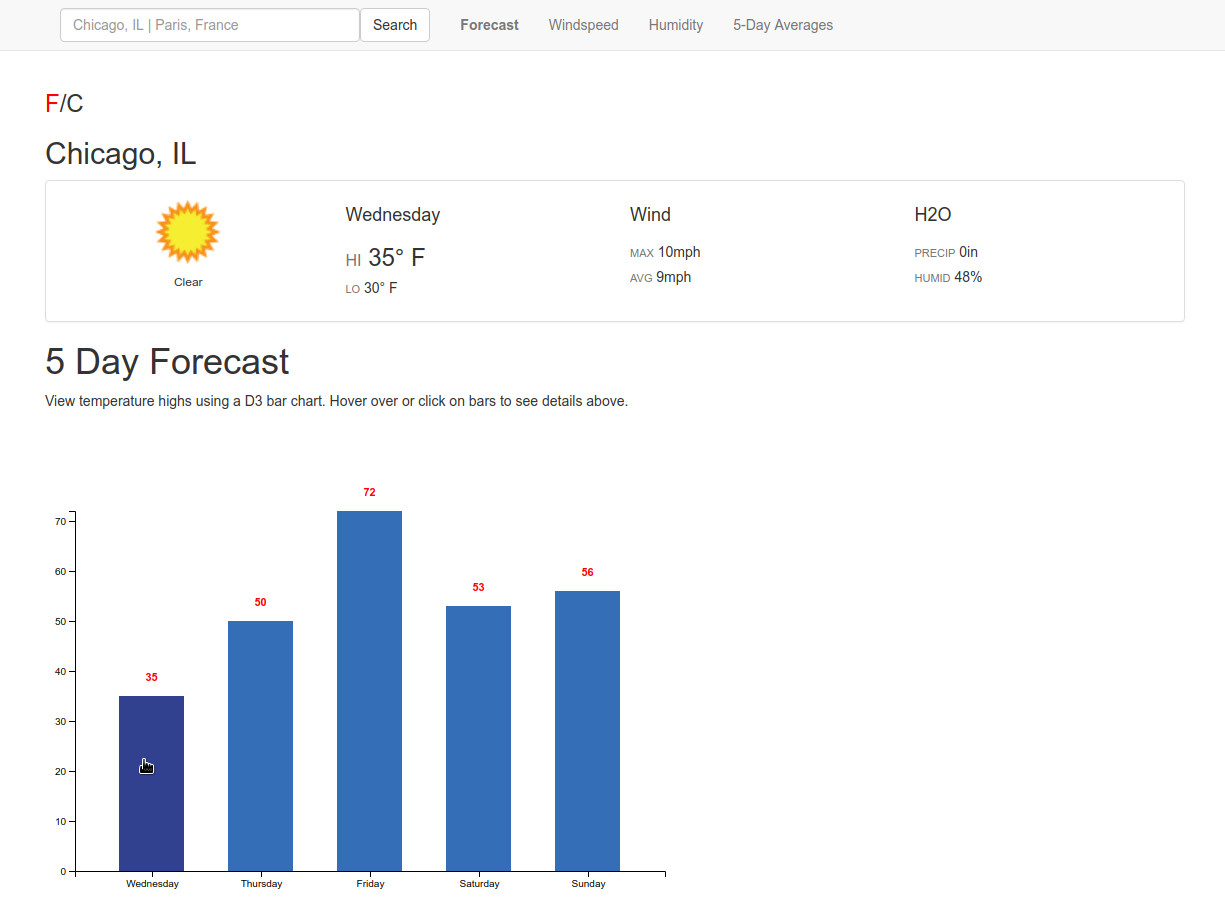 Chicago, IL | Paris, France Search Forecast Windspeed Humidity 5-Day Averages
F/C
Chicago, IL
Clear
Wednesday
HI 35° F
LO 30° F
Wind
MAX 10mph
AVG 9mph
H2O
PRECIP 0in
HUMID 48%
5 Day Forecast
View temperature highs using a D3 bar chart. Hover over or click on bars to see details above.
72
70
60
56
53
50
50
40
35
30
20
10
0
Wednesday Thursday Friday Saturday Sunday